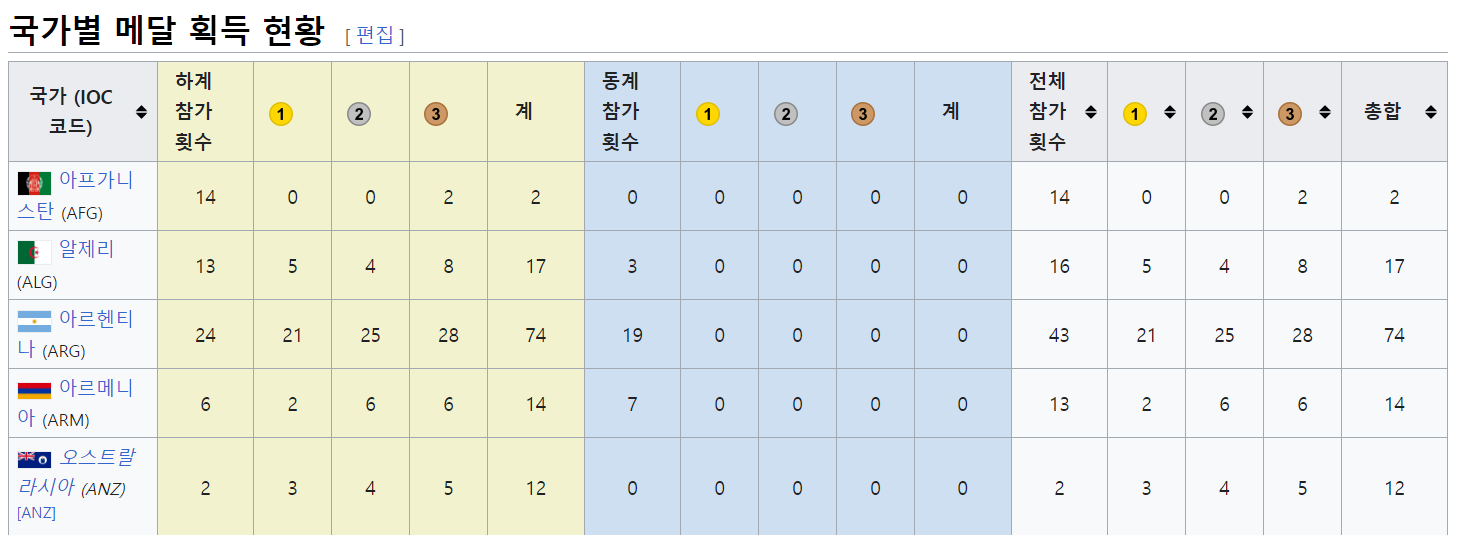 국가별 메달 획득 현황 [ 편집 ]
국가 (IOC 코드) 하계 참가 횟수 1 2 3 계 동계 참가 횟수 1 2 3 계 전체 참가 횟수 1 2 3 총합
아프가니스탄 (AFG) 14 0 0 2 2 0 0 0 0 0 14 0 0 2 2
알제리 (ALG) 13 5 4 8 17 3 0 0 0 0 16 5 4 8 17
아르헨티나 (ARG) 24 21 25 28 74 19 0 0 0 0 43 21 25 28 74
아르메니아 (ARM) 6 2 6 6 14 7 0 0 0 0 13 2 6 6 14
오스트랄라시아 (ANZ) [ANZ] 2 3 4 5 12 0 0 0 0 0 2 3 4 5 12